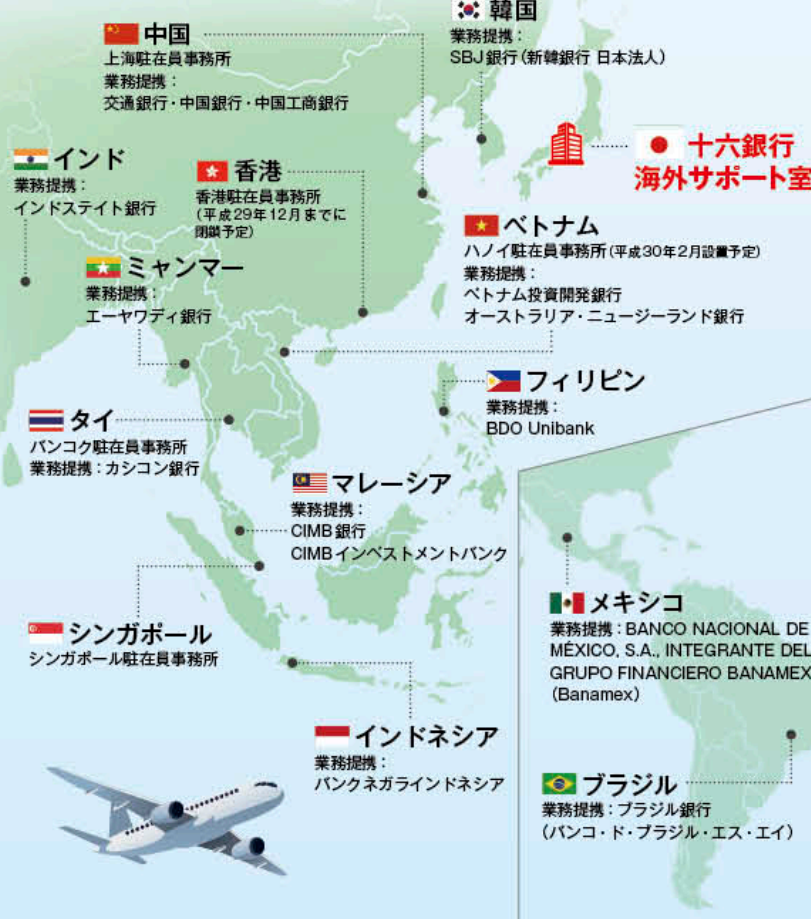 韓国
業務提携：
SBJ銀行（新韓銀行 日本法人）
中国
上海駐在員事務所
業務提携：
交通銀行・中国銀行・中国工商銀行
十六銀行
海外サポート室
インド
業務提携：
インドステイト銀行
香港
香港駐在員事務所
（平成29年12月までに
閉鎖予定）
ベトナム
ハノイ駐在員事務所（平成30年2月設置予定）
業務提携：
ベトナム投資開発銀行
オーストラリア・ニュージーランド銀行
ミャンマー
業務提携：
エーヤワディ銀行
フィリピン
業務提携：
BDO Unibank
タイ
バンコク駐在員事務所
業務提携：カシコン銀行
マレーシア
業務提携：
CIMB銀行
CIMBインベストメントバンク
シンガポール
シンガポール駐在員事務所
インドネシア
業務提携：
バンクネガラインドネシア
メキシコ
業務提携：BANCO NACIONAL DE
MÉXICO, S.A., INTEGRANTE DEL
GRUPO FINANCIERO BANAMEX
（Banamex）
ブラジル
業務提携：ブラジル銀行
（バンコ・ド・ブラジル・エス・エイ）